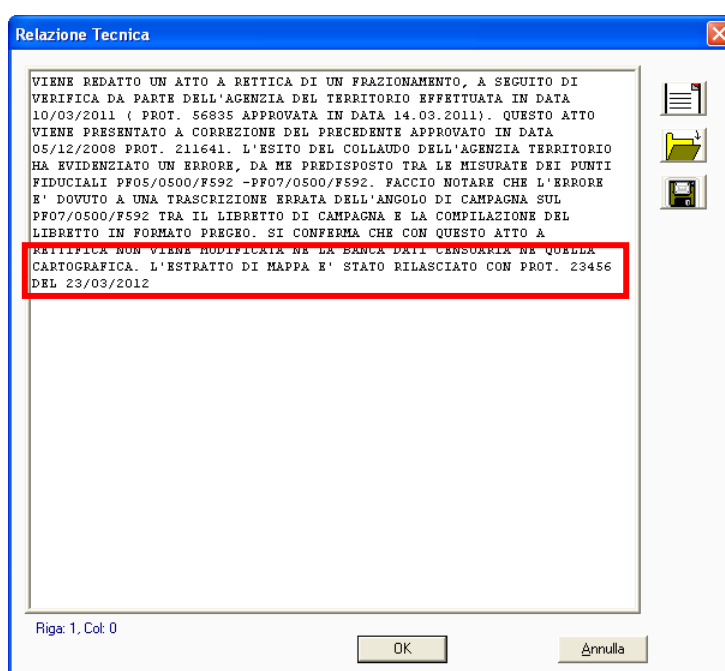 Relazione Tecnica
VIENE REDATTO UN ATTO A RETTICA DI UN FRAZIONAMENTO, A SEGUITO DI
VERIFICA DA PARTE DELL'AGENZIA DEL TERRITORIO EFFETTUATA IN DATA
10/03/2011 ( PROT. 56835 APPROVATA IN DATA 14.03.2011). QUESTO ATTO
VIENE PRESENTATO A CORREZIONE DEL PRECEDENTE APPROVATO IN DATA
05/12/2008 PROT. 211641. L'ESITO DEL COLLAUDO DELL'AGENZIA TERRITORIO
HA EVIDENZIATO UN ERRORE, DA ME PREDISPOSTO TRA LE MISURATE DEI PUNTI
FIDUCIALI PF05/0500/F592 -PF07/0500/F592. FACCIO NOTARE CHE L'ERRORE
E' DOVUTO A UNA TRASCRIZIONE ERRATA DELL'ANGOLO DI CAMPAGNA SUL
PF07/0500/F592 TRA IL LIBRETTO DI CAMPAGNA E LA COMPILAZIONE DEL
LIBRETTO IN FORMATO PREGEO. SI CONFERMA CHE CON QUESTO ATTO A
RETTIFICA NON VIENE MODIFICATA NE LA BANCA DATI CENSUARIA NE QUELLA
CARTOGRAFICA. L'ESTRATTO DI MAPPA E' STATO RILASCIATO CON PROT. 23456
DEL 23/03/2012
Riga: 1, Col: 0
OK
Annulla